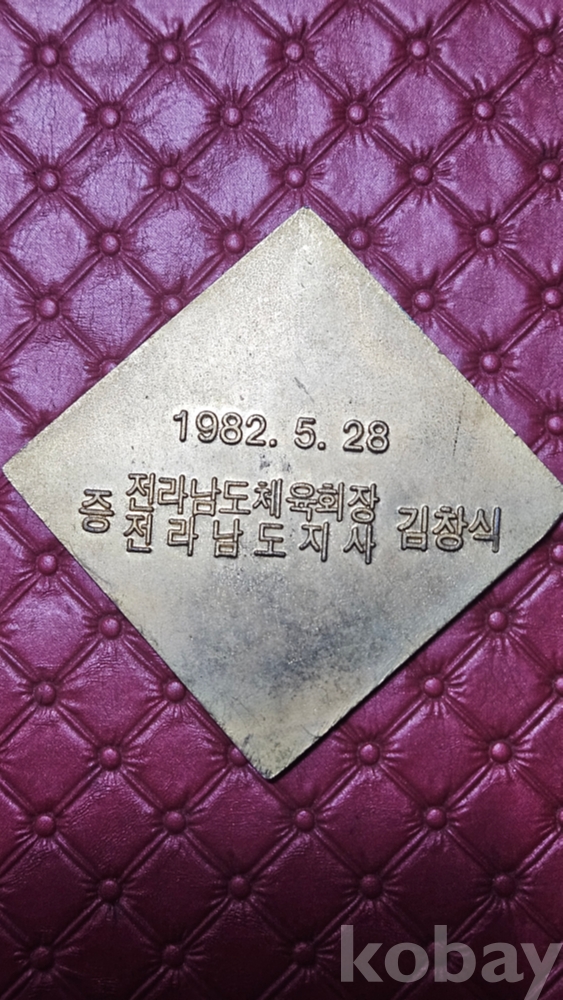 1982. 5. 28
증 전라남도체육회장
전라남도지사 김창식
kobay